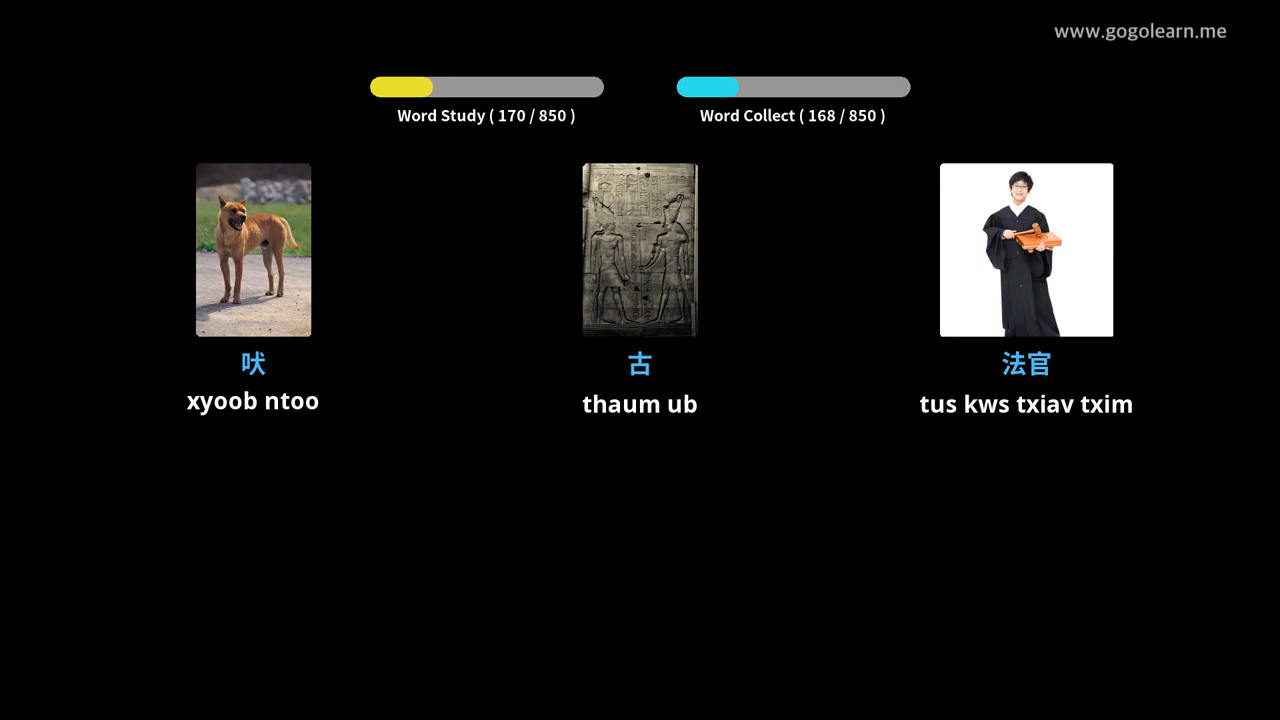 www.gogolearn.me
Word Study ( 170 / 850 )
Word Collect ( 168 / 850 )
吠
古
法官
xyoob ntoo
thaum ub
tus kws txiav txim